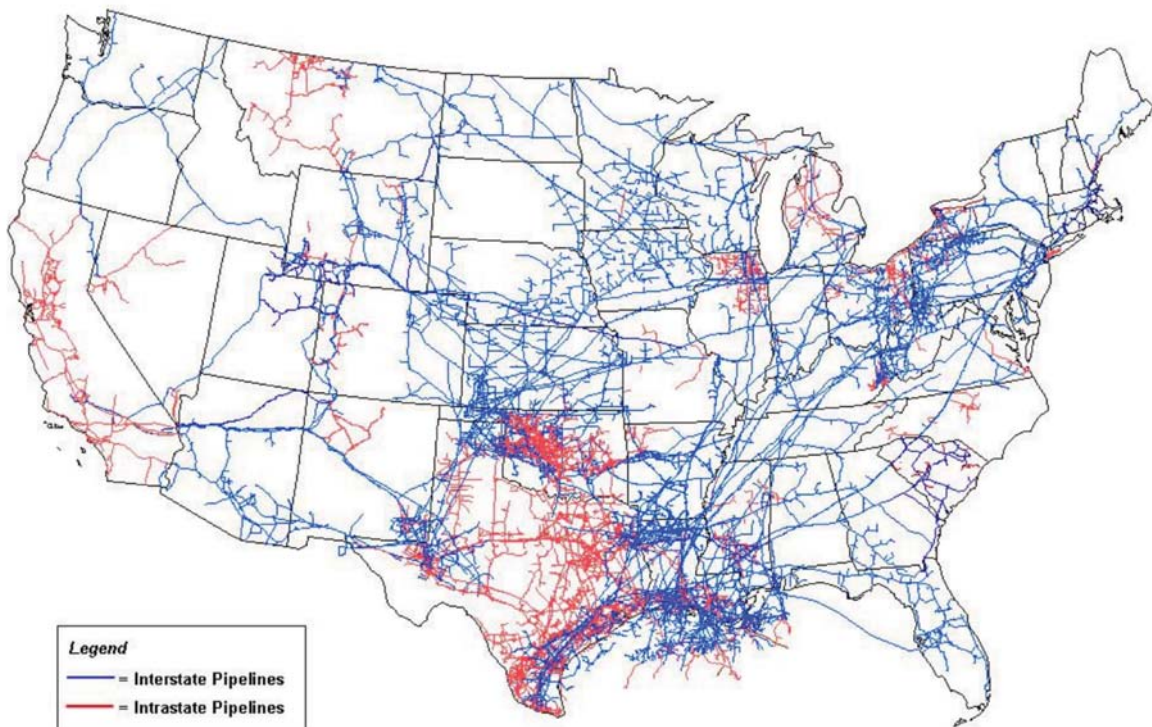 Legend
= Interstate Pipelines
= Intrastate Pipelines